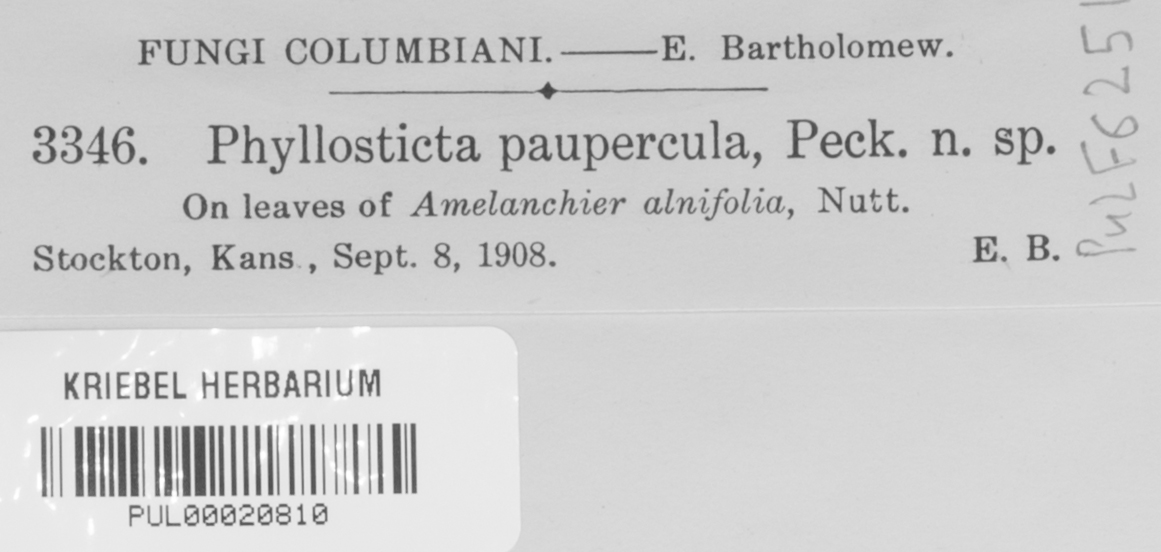 FUNGI COLUMBIANI.——E. Bartholomew.
3346. Phyllosticta paupercula, Peck. n. sp.
On leaves of Amelanchier alnifolia, Nutt.
Stockton, Kans., Sept. 8, 1908. E. B.
KRIEBEL HERBARIUM
PUL00020810